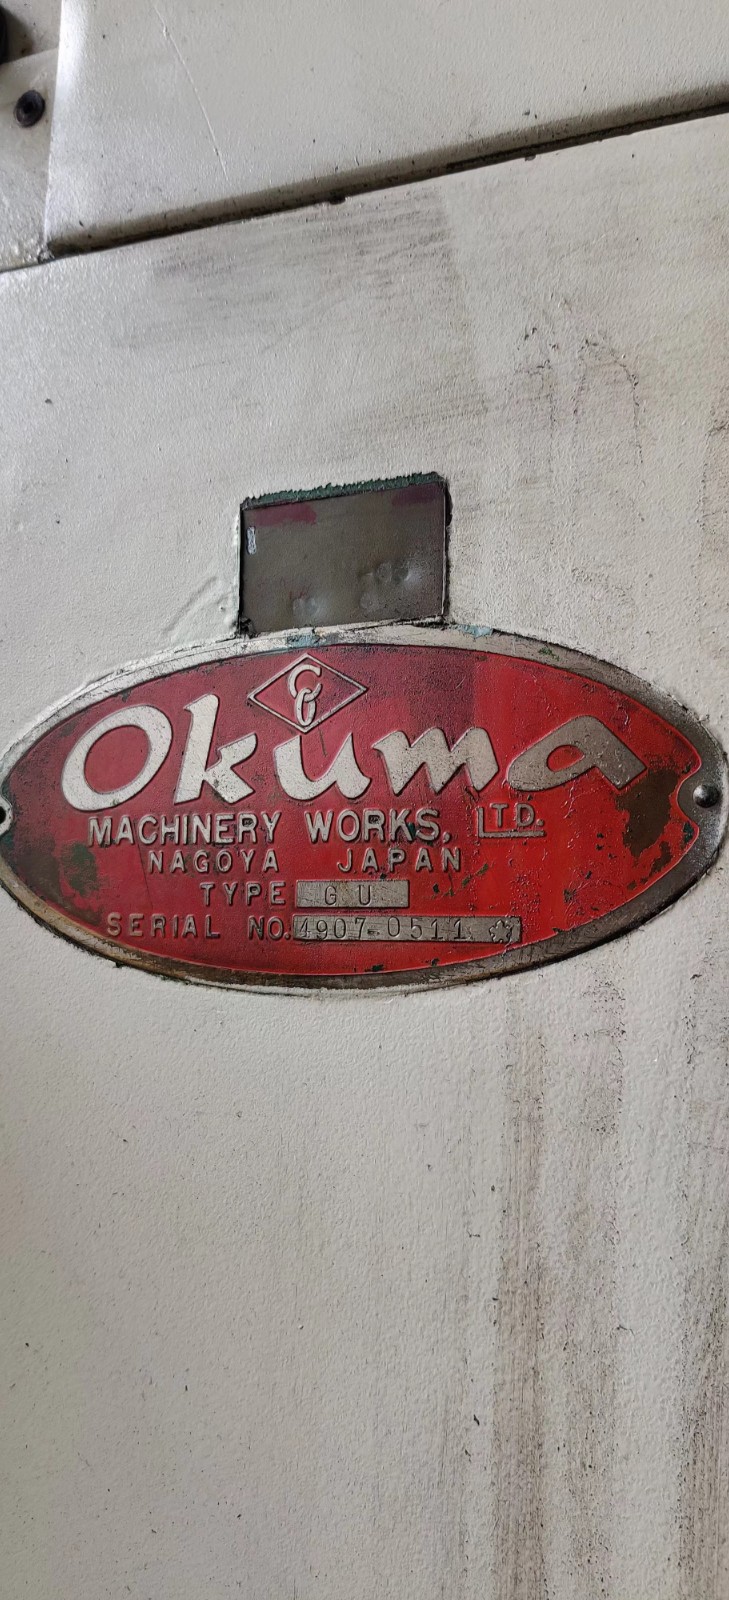 Okuma
MACHINERY WORKS, LTD.
NAGOYA JAPAN
TYPE GU
SERIAL NO. 4907-0511